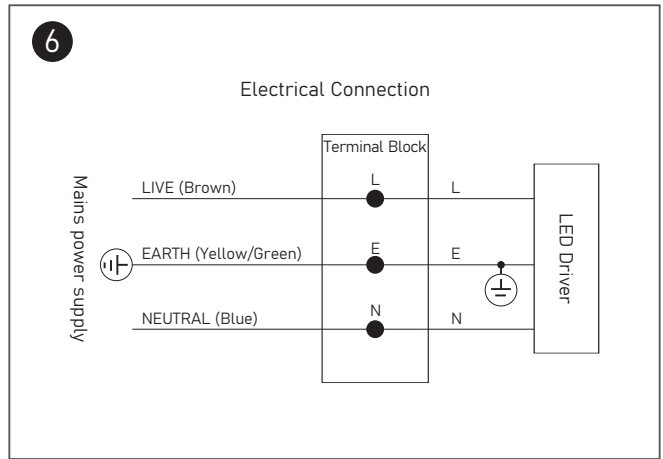 6
Electrical Connection
Terminal Block
Mains power supply
LIVE (Brown)
L
L
EARTH (Yellow/Green)
E
E
NEUTRAL (Blue)
N
N
LED Driver